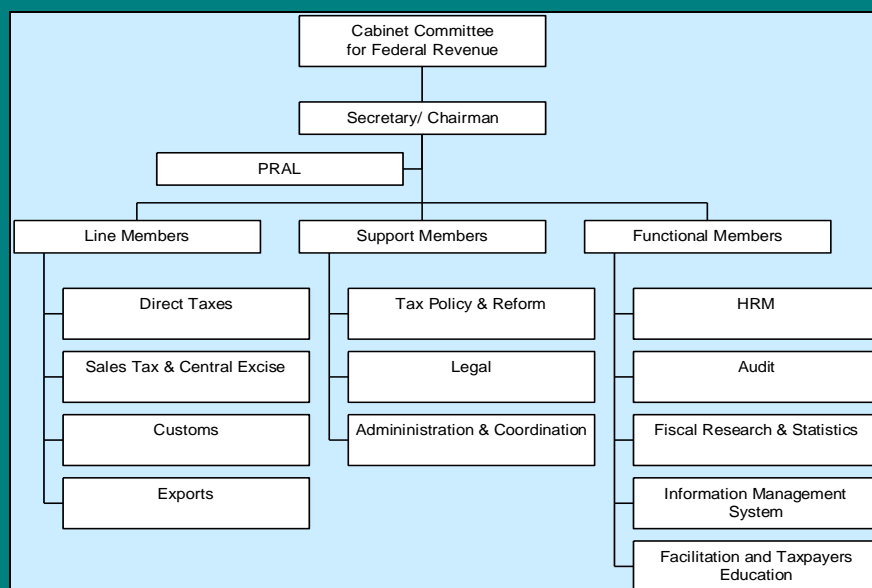 Cabinet Committee
for Federal Revenue
Secretary/ Chairman
PRAL
Line Members
Support Members
Functional Members
Direct Taxes
Tax Policy & Reform
HRM
Sales Tax & Central Excise
Legal
Audit
Customs
Admininistration & Coordination
Fiscal Research & Statistics
Exports
Information Management
System
Facilitation and Taxpayers
Education